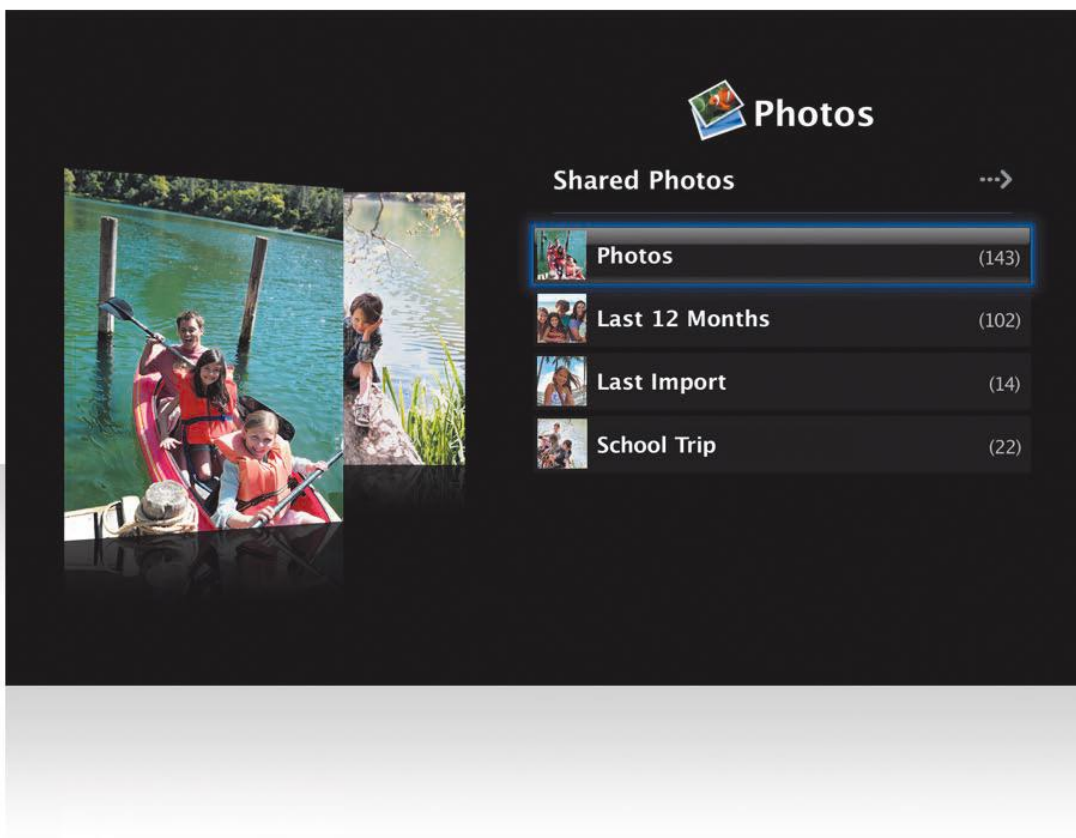 Photos
Shared Photos
Photos (143)
Last 12 Months (102)
Last Import (14)
School Trip (22)